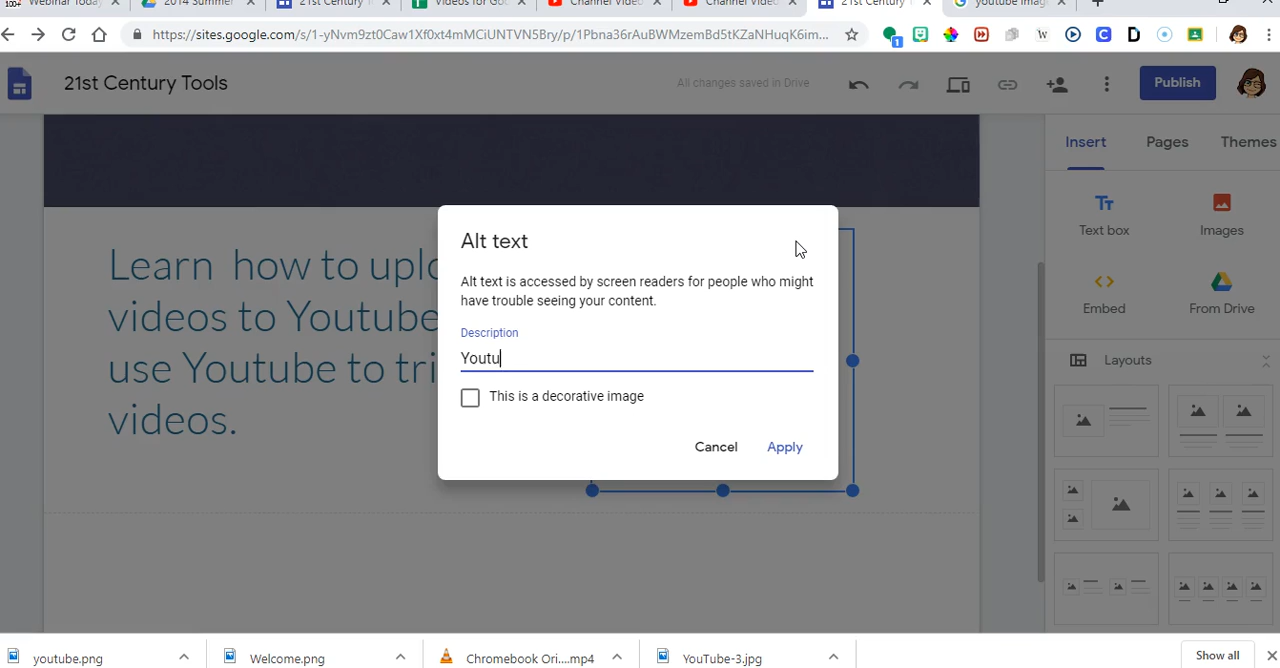 Webinar Today
2014 Summer
21st Century T
Videos for Goo
Channel Video
Channel Video
21st Century T
youtube imag
https://sites.google.com/s/1-yNvm9zt0Caw1Xf0xt4mMCiUNTVN5Bry/p/1Pbna36rAuBWMzemBd5tKZaNHuqK6im...
21st Century Tools
All changes saved in Drive
Publish
Insert
Pages
Themes
Text box
Images
Embed
From Drive
Layouts
Learn how to uplo
videos to Youtube
use Youtube to tri
videos.
Alt text
Alt text is accessed by screen readers for people who might
have trouble seeing your content.
Description
Youtu
This is a decorative image
Cancel
Apply
youtube.png
Welcome.png
Chromebook Ori....mp4
YouTube-3.jpg
Show all